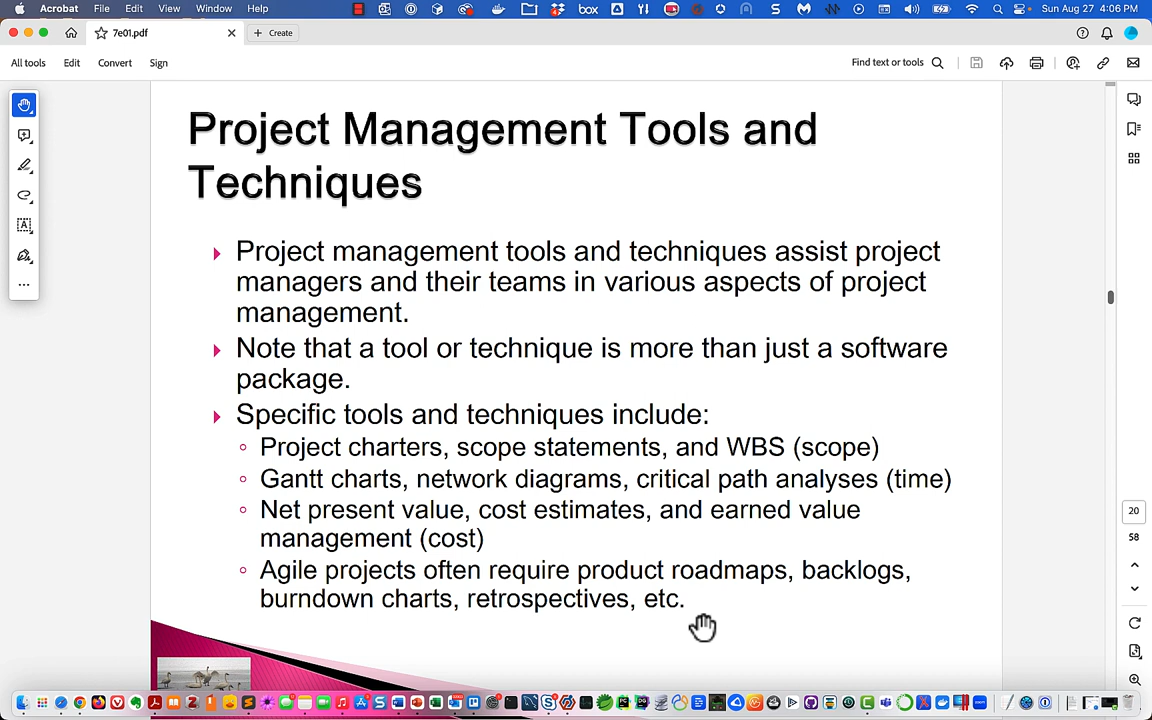 Acrobat File Edit View Window Help box Sun Aug 27 4:06 PM
7e01.pdf Create
All tools Edit Convert Sign Find text or tools
Project Management Tools and
Techniques
Project management tools and techniques assist project
managers and their teams in various aspects of project
management.
Note that a tool or technique is more than just a software
package.
Specific tools and techniques include:
Project charters, scope statements, and WBS (scope)
Gantt charts, network diagrams, critical path analyses (time)
Net present value, cost estimates, and earned value
management (cost)
Agile projects often require product roadmaps, backlogs,
burndown charts, retrospectives, etc.
20
58